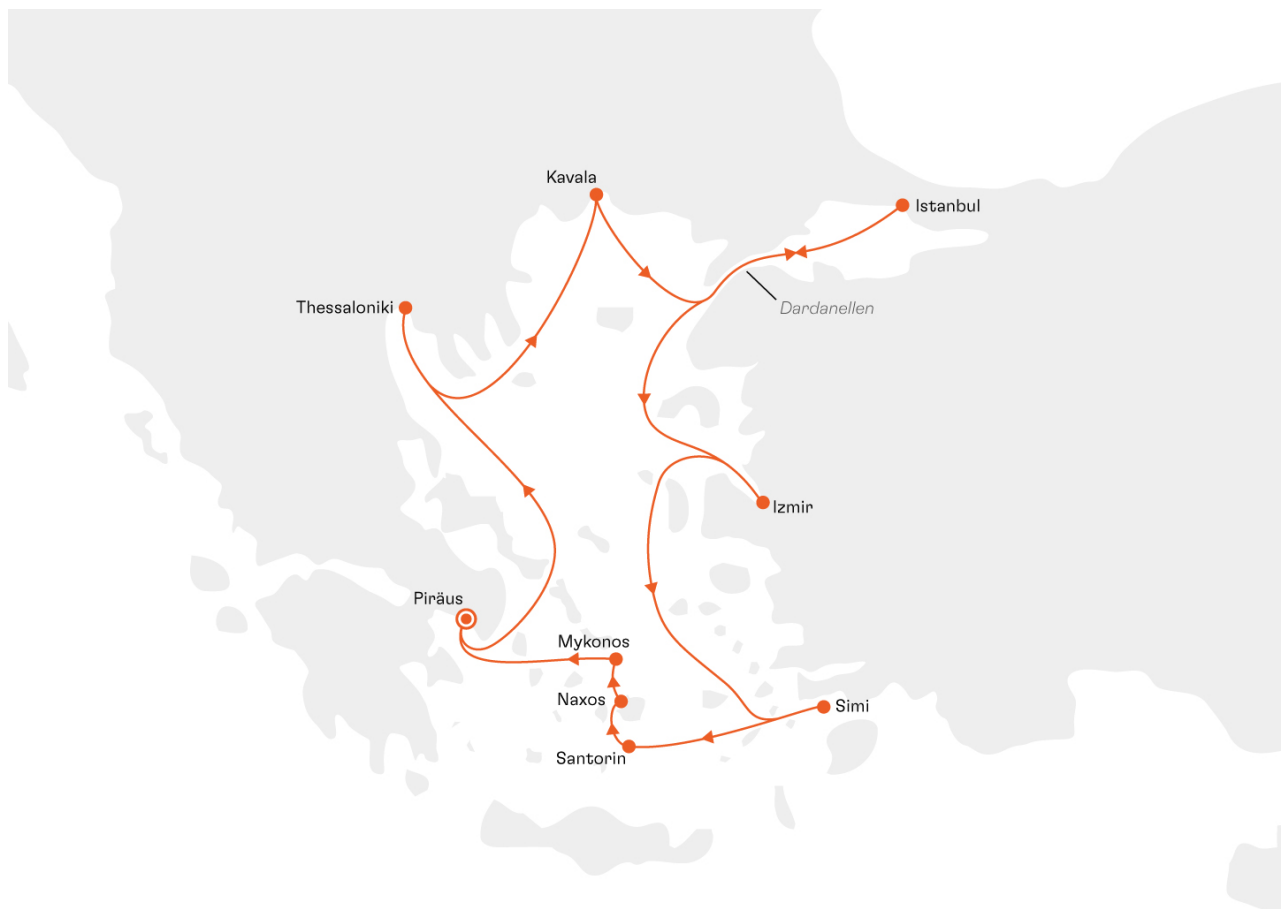 Kavala
Istanbul
Thessaloniki
Dardanellen
Izmir
Piräus
Mykonos
Naxos
Simi
Santorin